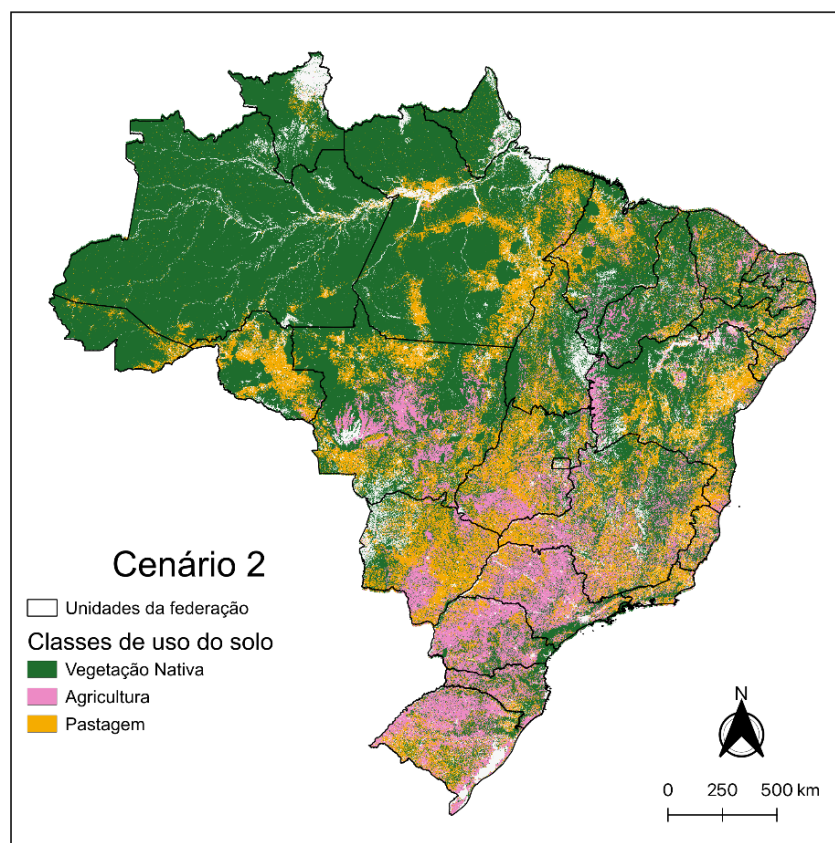 Cenário 2
Unidades da federação
Classes de uso do solo
Vegetação Nativa
Agricultura
Pastagem
N
0 250 500 km